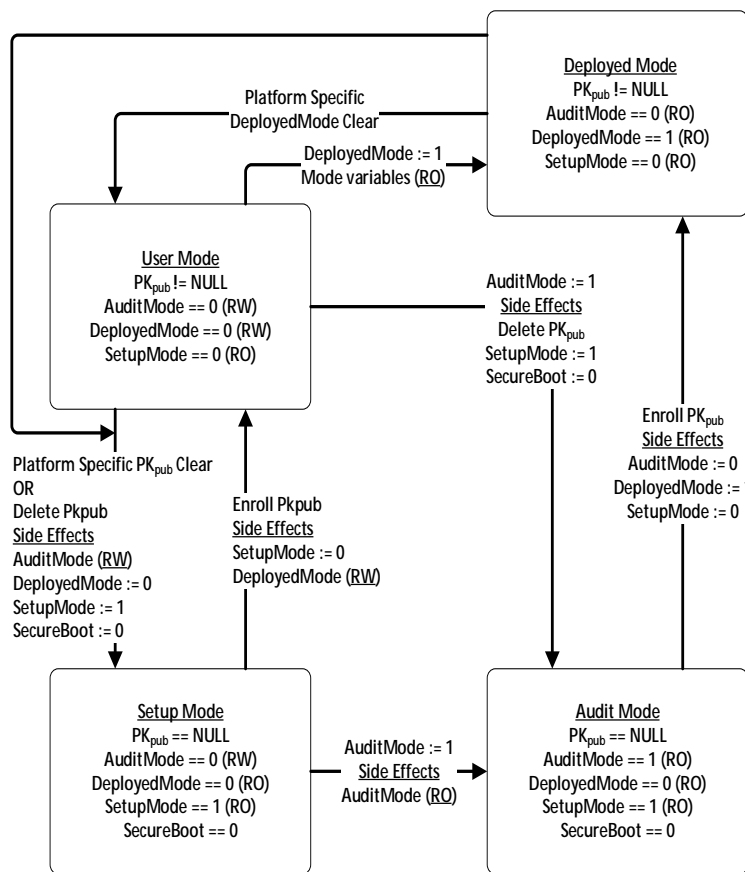 Deployed Mode
PKpub != NULL
AuditMode == 0 (RO)
DeployedMode == 1 (RO)
SetupMode == 0 (RO)
Platform Specific
DeployedMode Clear
DeployedMode := 1
Mode variables (RO)
User Mode
PKpub != NULL
AuditMode == 0 (RW)
DeployedMode == 0 (RW)
SetupMode == 0 (RO)
AuditMode := 1
Side Effects
Delete PKpub
SetupMode := 1
SecureBoot := 0
Enroll PKpub
Side Effects
AuditMode := 0
DeployedMode :=
SetupMode := 0
Platform Specific PKpub Clear
OR
Delete Pkpub
Side Effects
AuditMode (RW)
DeployedMode := 0
SetupMode := 1
SecureBoot := 0
Enroll Pkpub
Side Effects
SetupMode := 0
DeployedMode (RW)
Setup Mode
PKpub == NULL
AuditMode == 0 (RW)
DeployedMode == 0 (RO)
SetupMode == 1 (RO)
SecureBoot == 0
AuditMode := 1
Side Effects
AuditMode (RO)
Audit Mode
PKpub == NULL
AuditMode == 1 (RO)
DeployedMode == 0 (RO)
SetupMode == 1 (RO)
SecureBoot == 0